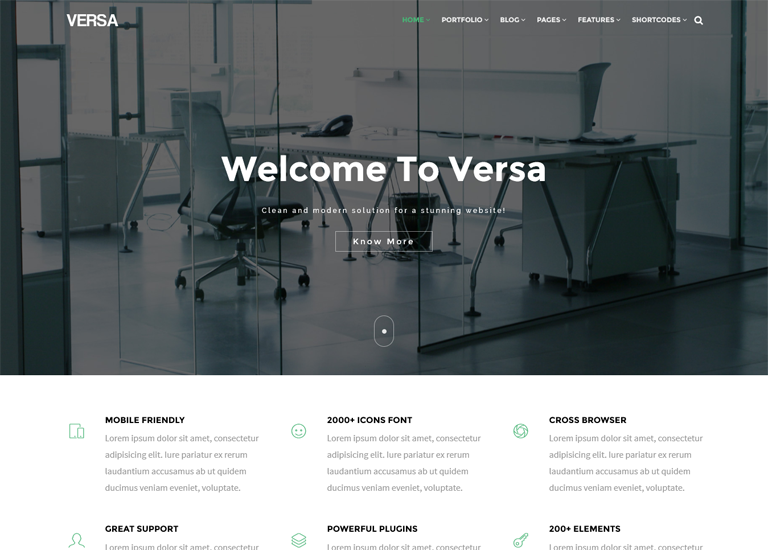 VERSA
HOME PORTFOLIO BLOG PAGES FEATURES SHORTCODES
Welcome To Versa
Clean and modern solution for a stunning website!
Know More
MOBILE FRIENDLY
Lorem ipsum dolor sit amet, consectetur
adipisicing elit. Iure pariatur ex rerum
laudantium accusamus ab ut quidem
ducimus veniam eveniet, voluptate.
2000+ ICONS FONT
Lorem ipsum dolor sit amet, consectetur
adipisicing elit. Iure pariatur ex rerum
laudantium accusamus ab ut quidem
ducimus veniam eveniet, voluptate.
CROSS BROWSER
Lorem ipsum dolor sit amet, consectetur
adipisicing elit. Iure pariatur ex rerum
laudantium accusamus ab ut quidem
ducimus veniam eveniet, voluptate.
GREAT SUPPORT
Lorem ipsum dolor sit amet, consectetur
POWERFUL PLUGINS
Lorem ipsum dolor sit amet, consectetur
200+ ELEMENTS
Lorem ipsum dolor sit amet, consectetur